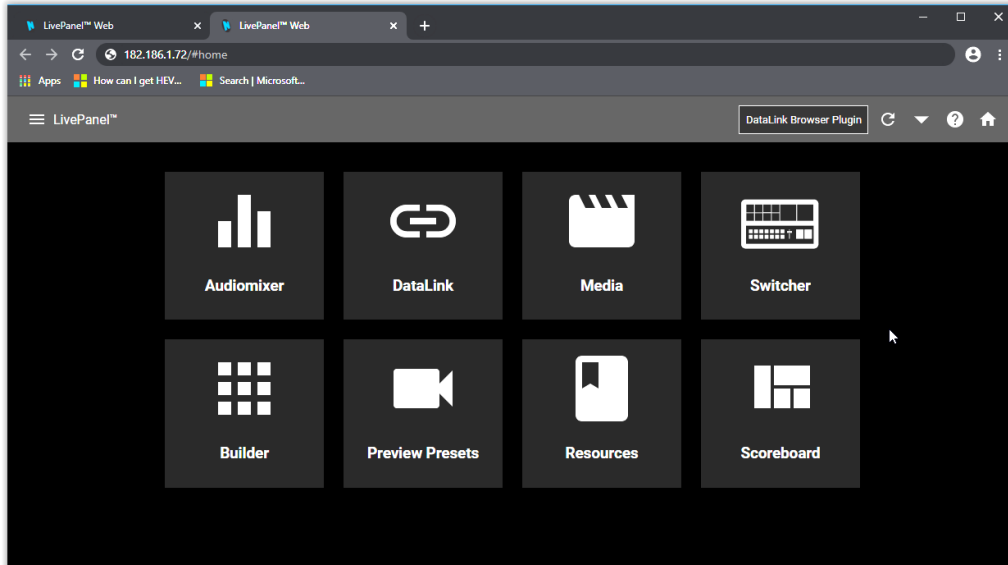 LivePanel™ Web
LivePanel™ Web
182.186.1.72/#home
Apps
How can I get HEV...
Search | Microsoft...
LivePanel™
DataLink Browser Plugin
Audiomixer
DataLink
Media
Switcher
Builder
Preview Presets
Resources
Scoreboard